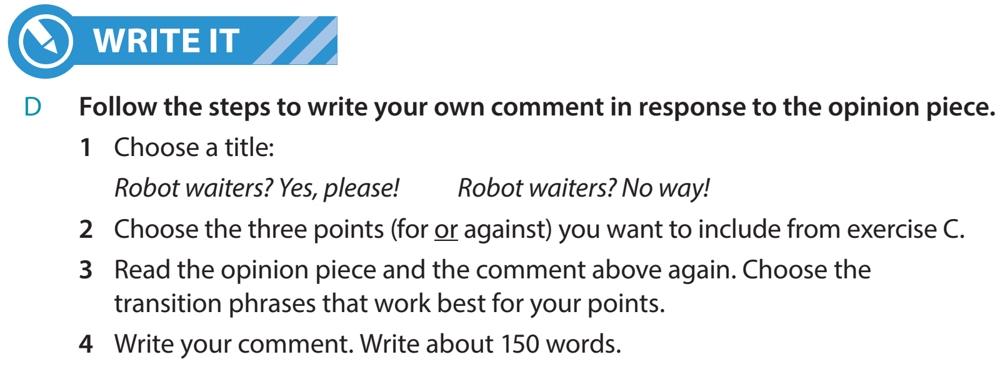 WRITE IT
D Follow the steps to write your own comment in response to the opinion piece.
1 Choose a title:
Robot waiters? Yes, please! Robot waiters? No way!
2 Choose the three points (for or against) you want to include from exercise C.
3 Read the opinion piece and the comment above again. Choose the
transition phrases that work best for your points.
4 Write your comment. Write about 150 words.